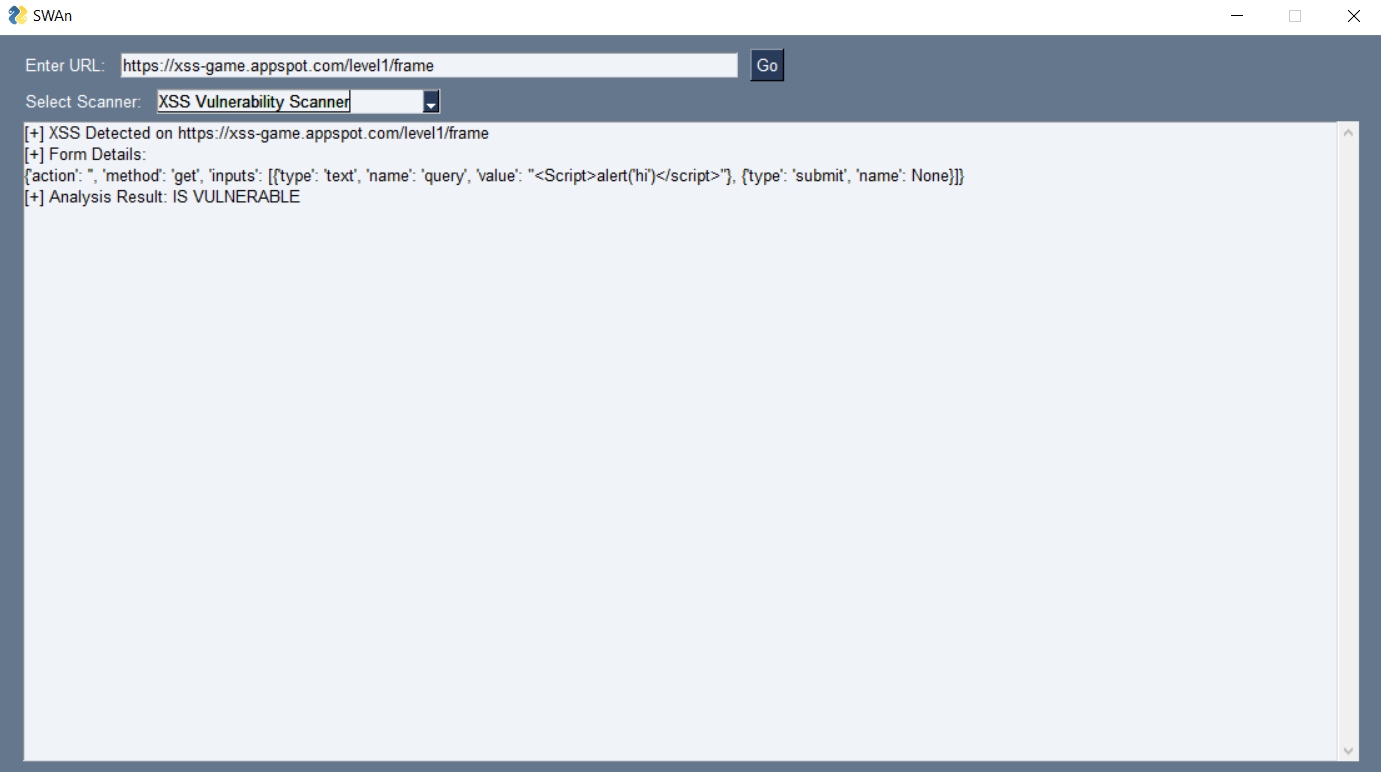 SWAn
Enter URL: https://xss-game.appspot.com/level1/frame Go
Select Scanner: XSS Vulnerability Scanner
[+] XSS Detected on https://xss-game.appspot.com/level1/frame
[+] Form Details:
{'action': '', 'method': 'get', 'inputs': [{'type': 'text', 'name': 'query', 'value': "<Script>alert('hi')</script>"}, {'type': 'submit', 'name': None}]}
[+] Analysis Result: IS VULNERABLE